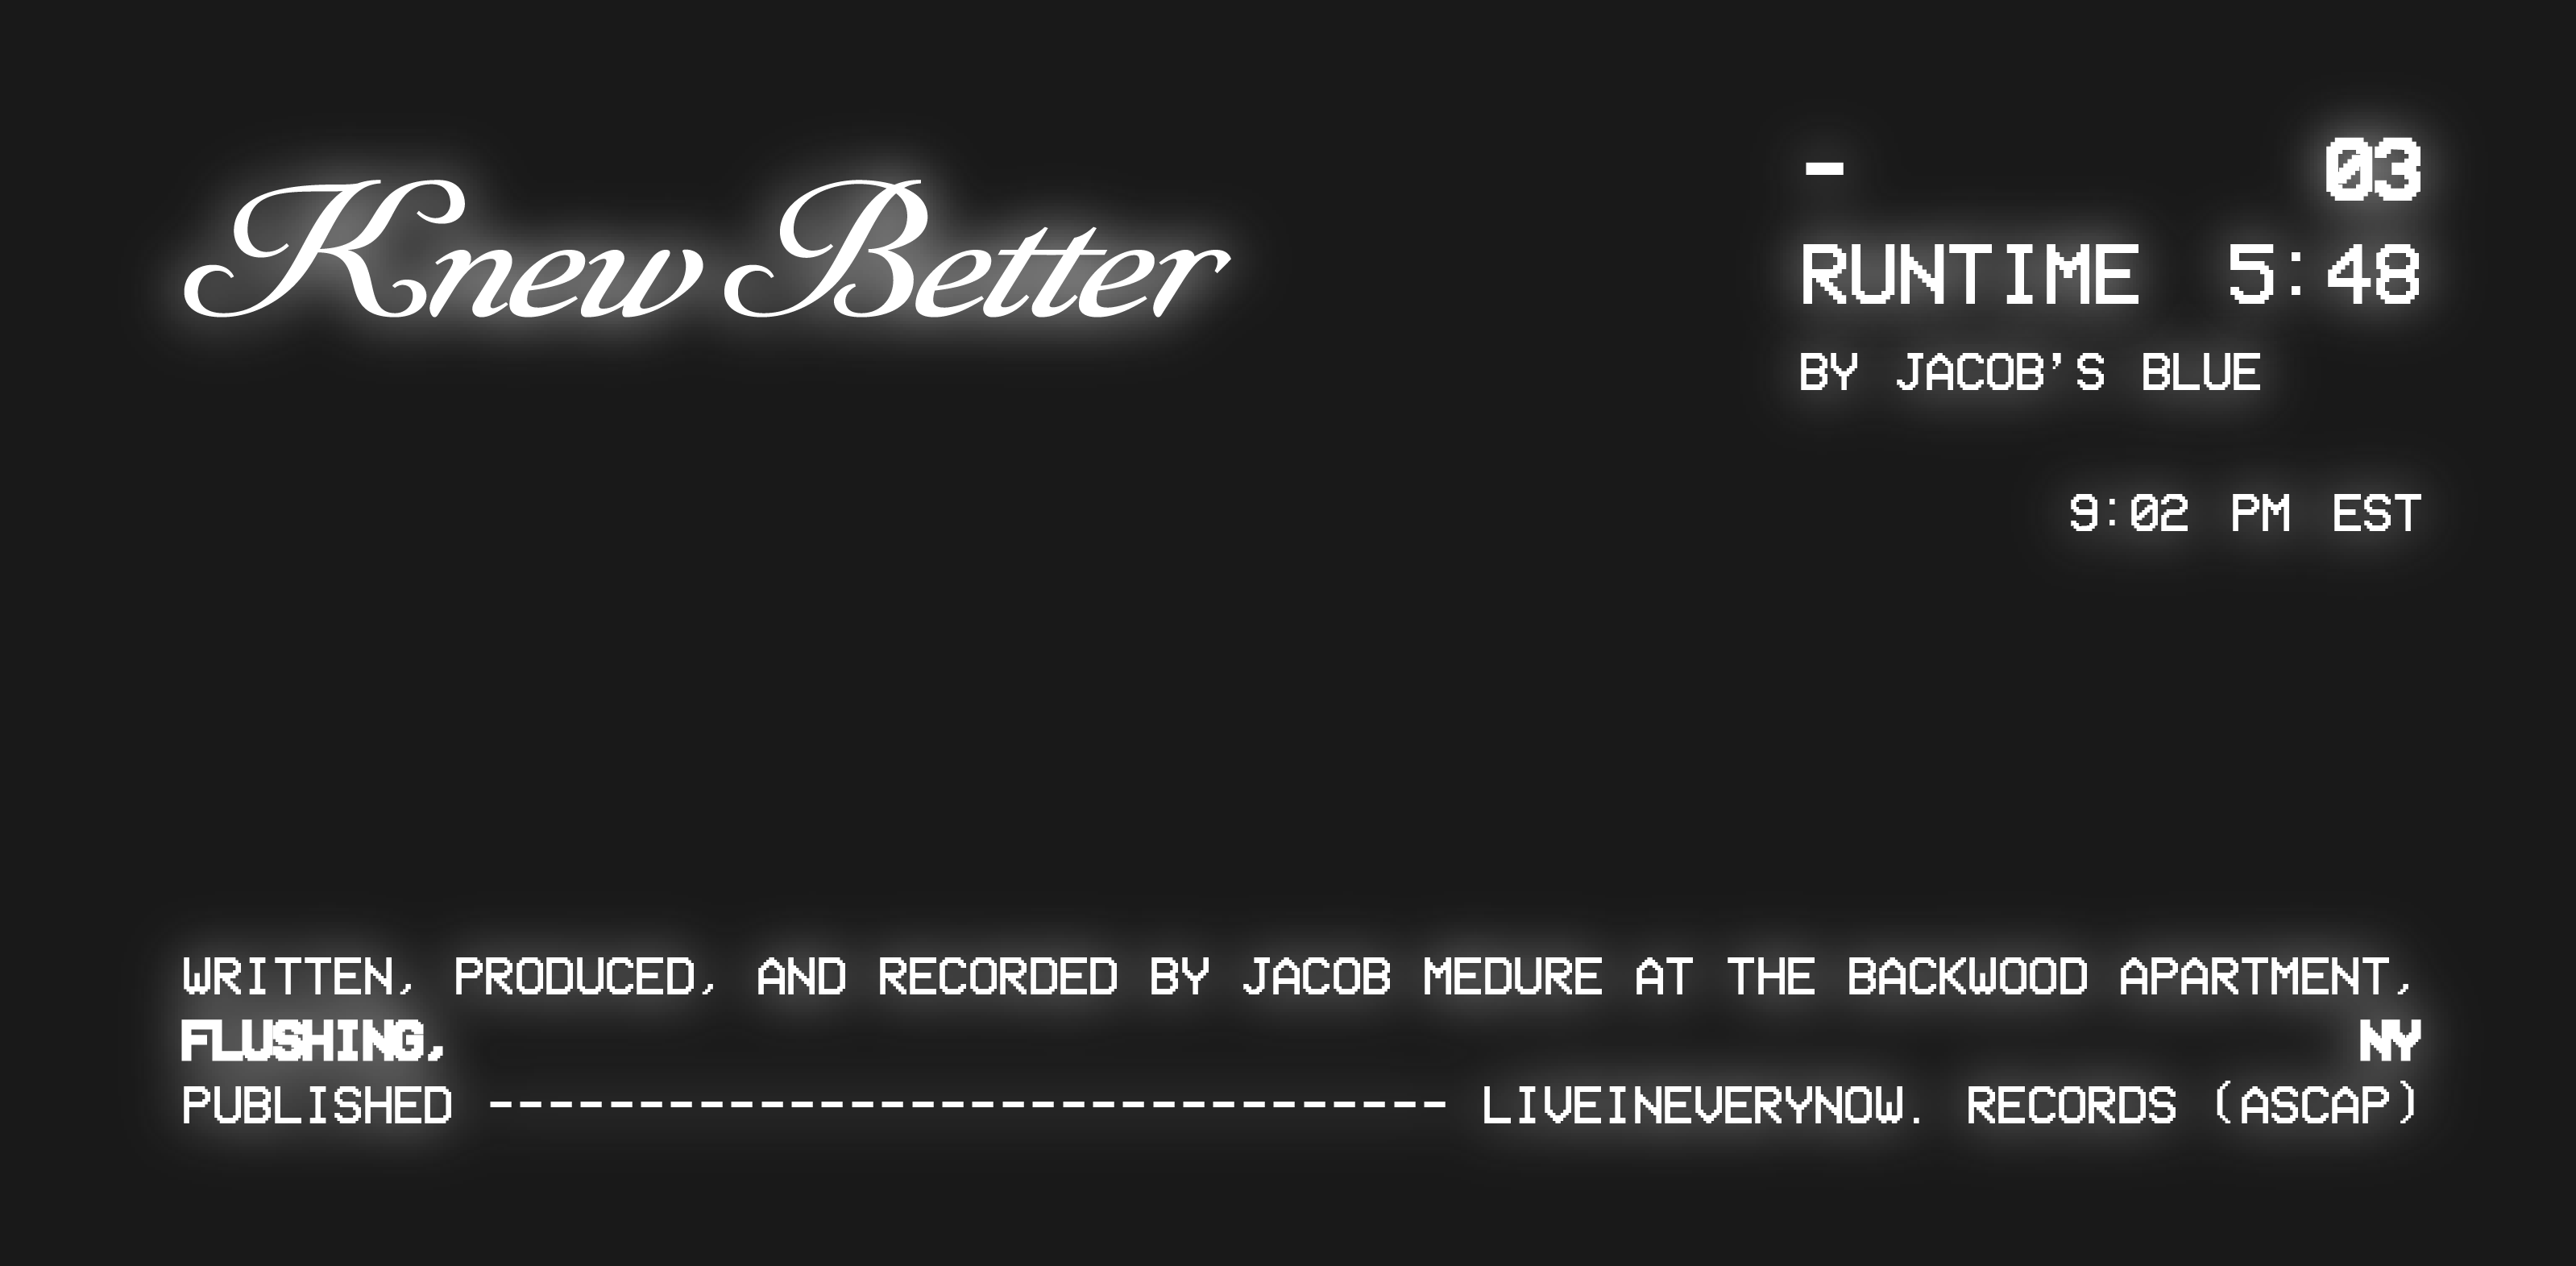 Knew Better
- 03
RUNTIME 5:48
BY JACOB'S BLUE
9:02 PM EST
WRITTEN, PRODUCED, AND RECORDED BY JACOB MEDURE AT THE BACKWOOD APARTMENT,
FLUSHING, NY
PUBLISHED -------------------------------- LIVEINEVERYNOW. RECORDS (ASCAP)